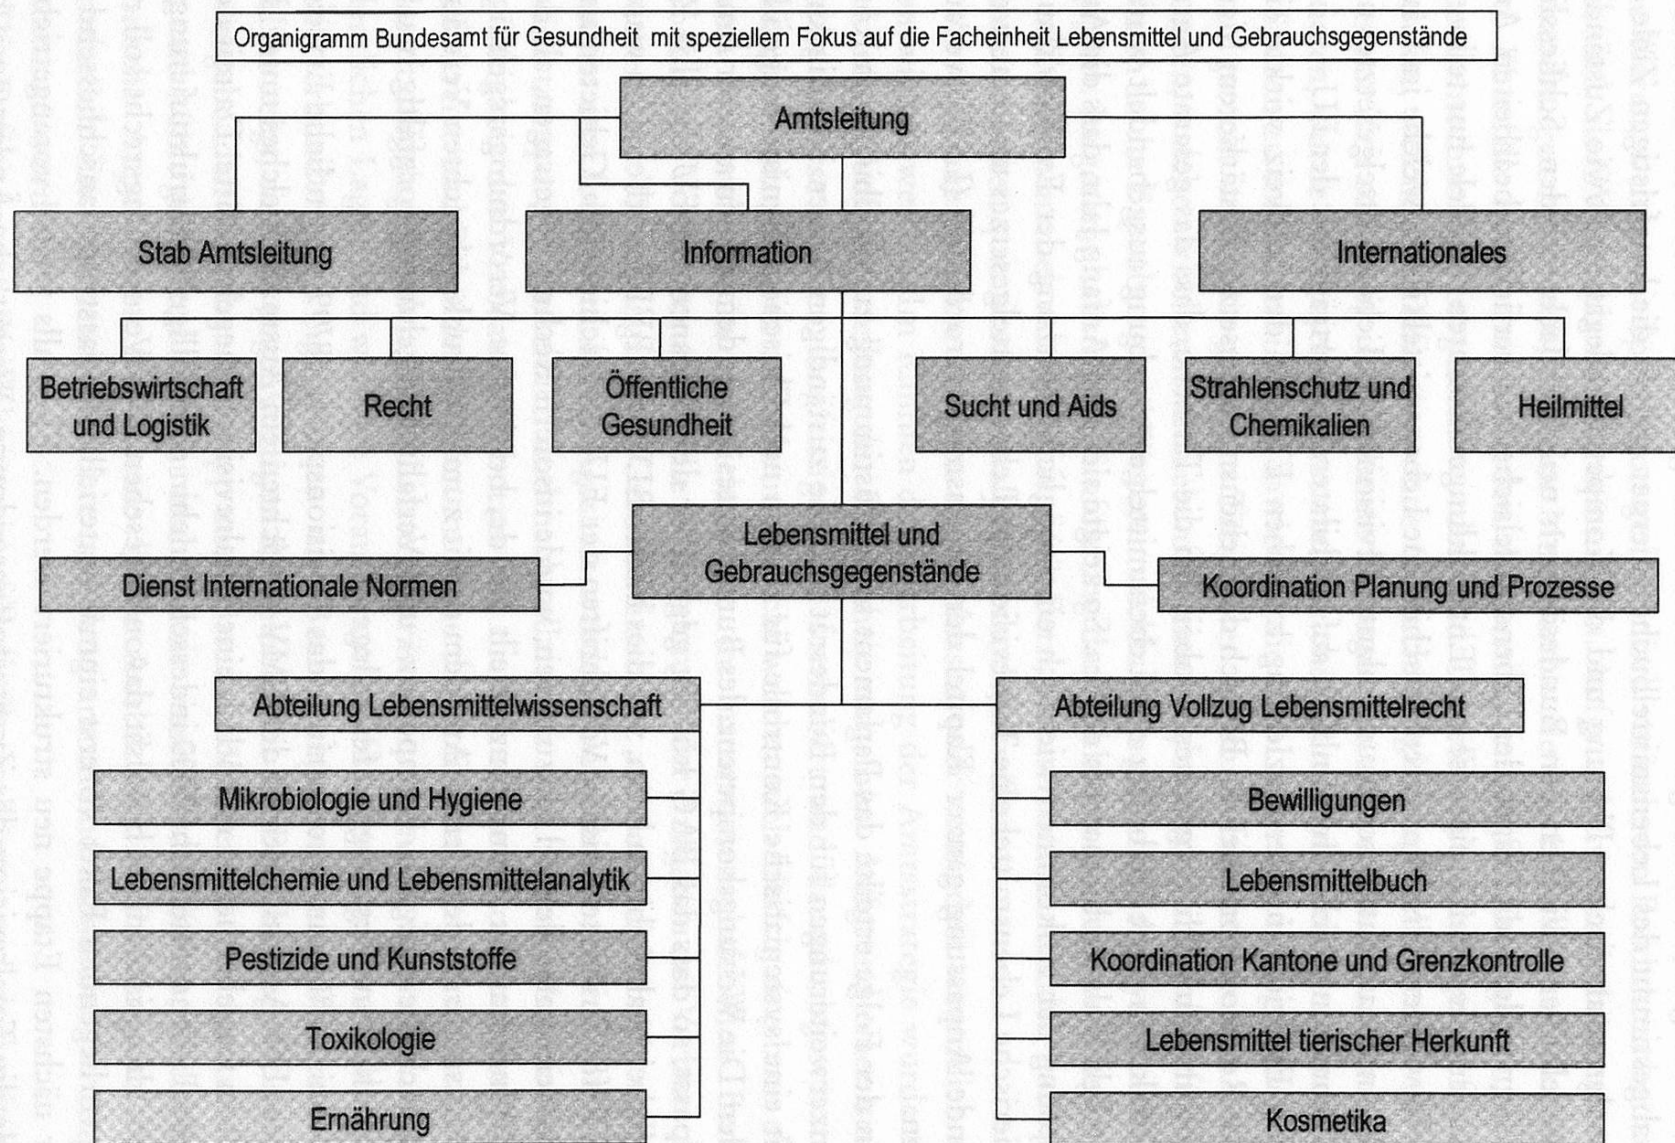 Organigramm Bundesamt für Gesundheit mit speziellem Fokus auf die Facheinheit Lebensmittel und Gebrauchsgegenstände
Amtsleitung
Stab Amtsleitung
Information
Internationales
Betriebswirtschaft
und Logistik
Recht
Öffentliche
Gesundheit
Sucht und Aids
Strahlenschutz und
Chemikalien
Heilmittel
Lebensmittel und
Gebrauchsgegenstände
Dienst Internationale Normen
Koordination Planung und Prozesse
Abteilung Lebensmittelwissenschaft
Mikrobiologie und Hygiene
Lebensmittelchemie und Lebensmittelanalytik
Pestizide und Kunststoffe
Toxikologie
Ernährung
Abteilung Vollzug Lebensmittelrecht
Bewilligungen
Lebensmittelbuch
Koordination Kantone und Grenzkontrolle
Lebensmittel tierischer Herkunft
Kosmetika